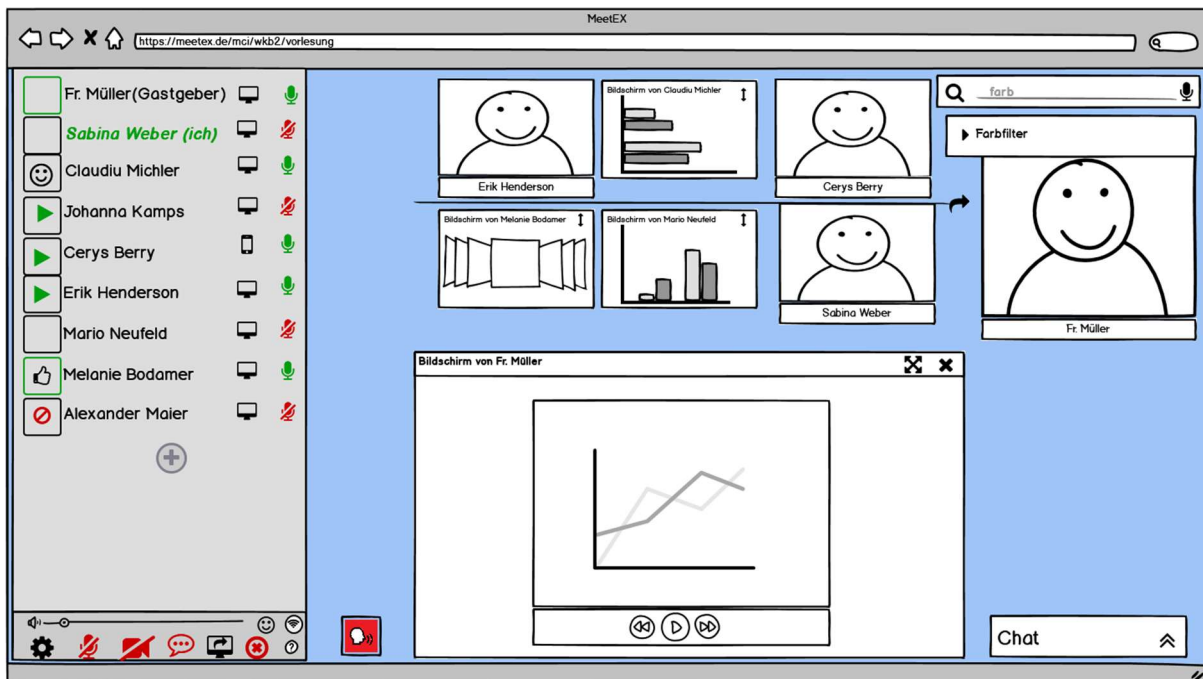 MeetEX
https://meetex.de/mci/wkb2/vorlesung
Fr. Müller(Gastgeber)
Sabina Weber (ich)
Claudiu Michler
Johanna Kamps
Cerys Berry
Erik Henderson
Mario Neufeld
Melanie Bodamer
Alexander Maier
Erik Henderson
Bildschirm von Claudiu Michler
Cerys Berry
farb
Farbfilter
Bildschirm von Melanie Bodamer
Bildschirm von Mario Neufeld
Sabina Weber
Fr. Müller
Bildschirm von Fr. Müller
Chat